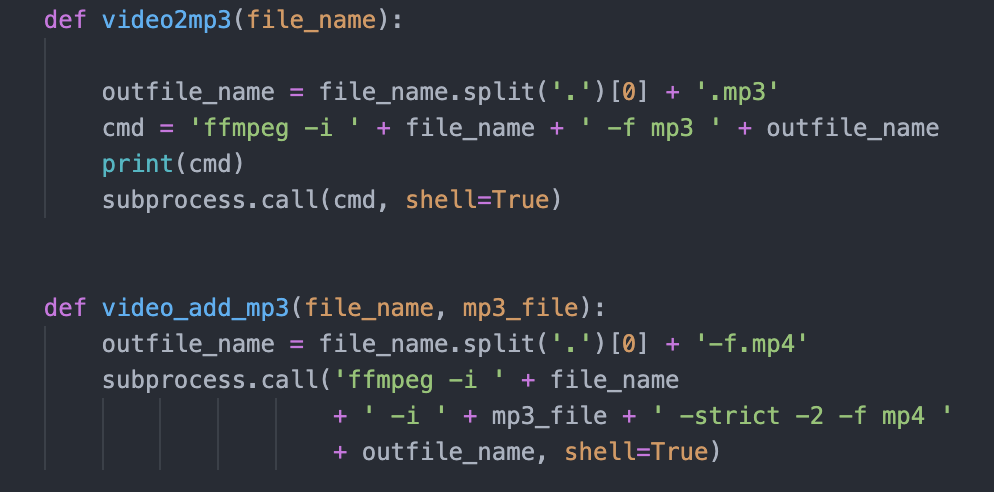 def video2mp3(file_name):
outfile_name = file_name.split('.')[0] + '.mp3'
cmd = 'ffmpeg -i ' + file_name + ' -f mp3 ' + outfile_name
print(cmd)
subprocess.call(cmd, shell=True)
def video_add_mp3(file_name, mp3_file):
outfile_name = file_name.split('.')[0] + '-f.mp4'
subprocess.call('ffmpeg -i ' + file_name
+ ' -i ' + mp3_file + ' -strict -2 -f mp4 '
+ outfile_name, shell=True)